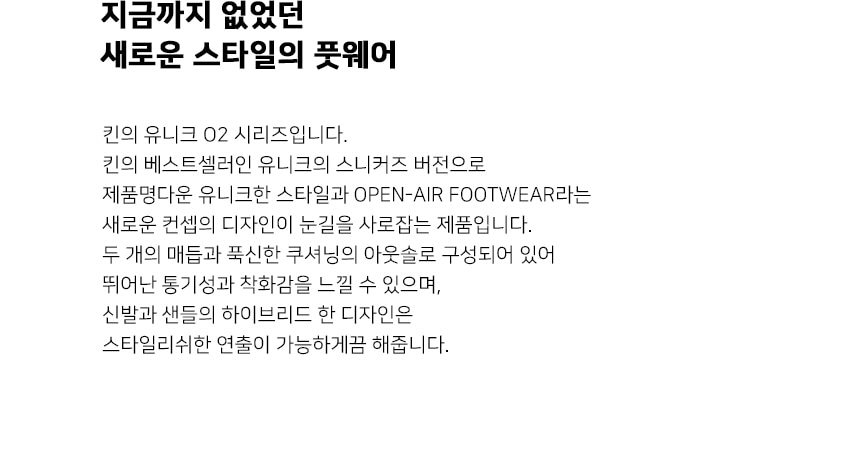 지금까지 없었던
새로운 스타일의 풋웨어
킨의 유니크 O2 시리즈입니다.
킨의 베스트셀러인 유니크의 스니커즈 버전으로
제품명다운 유니크한 스타일과 OPEN-AIR FOOTWEAR라는
새로운 컨셉의 디자인이 눈길을 사로잡는 제품입니다.
두 개의 매듭과 푹신한 쿠셔닝의 아웃솔로 구성되어 있어
뛰어난 통기성과 착화감을 느낄 수 있으며,
신발과 샌들의 하이브리드 한 디자인은
스타일리쉬한 연출이 가능하게끔 해줍니다.